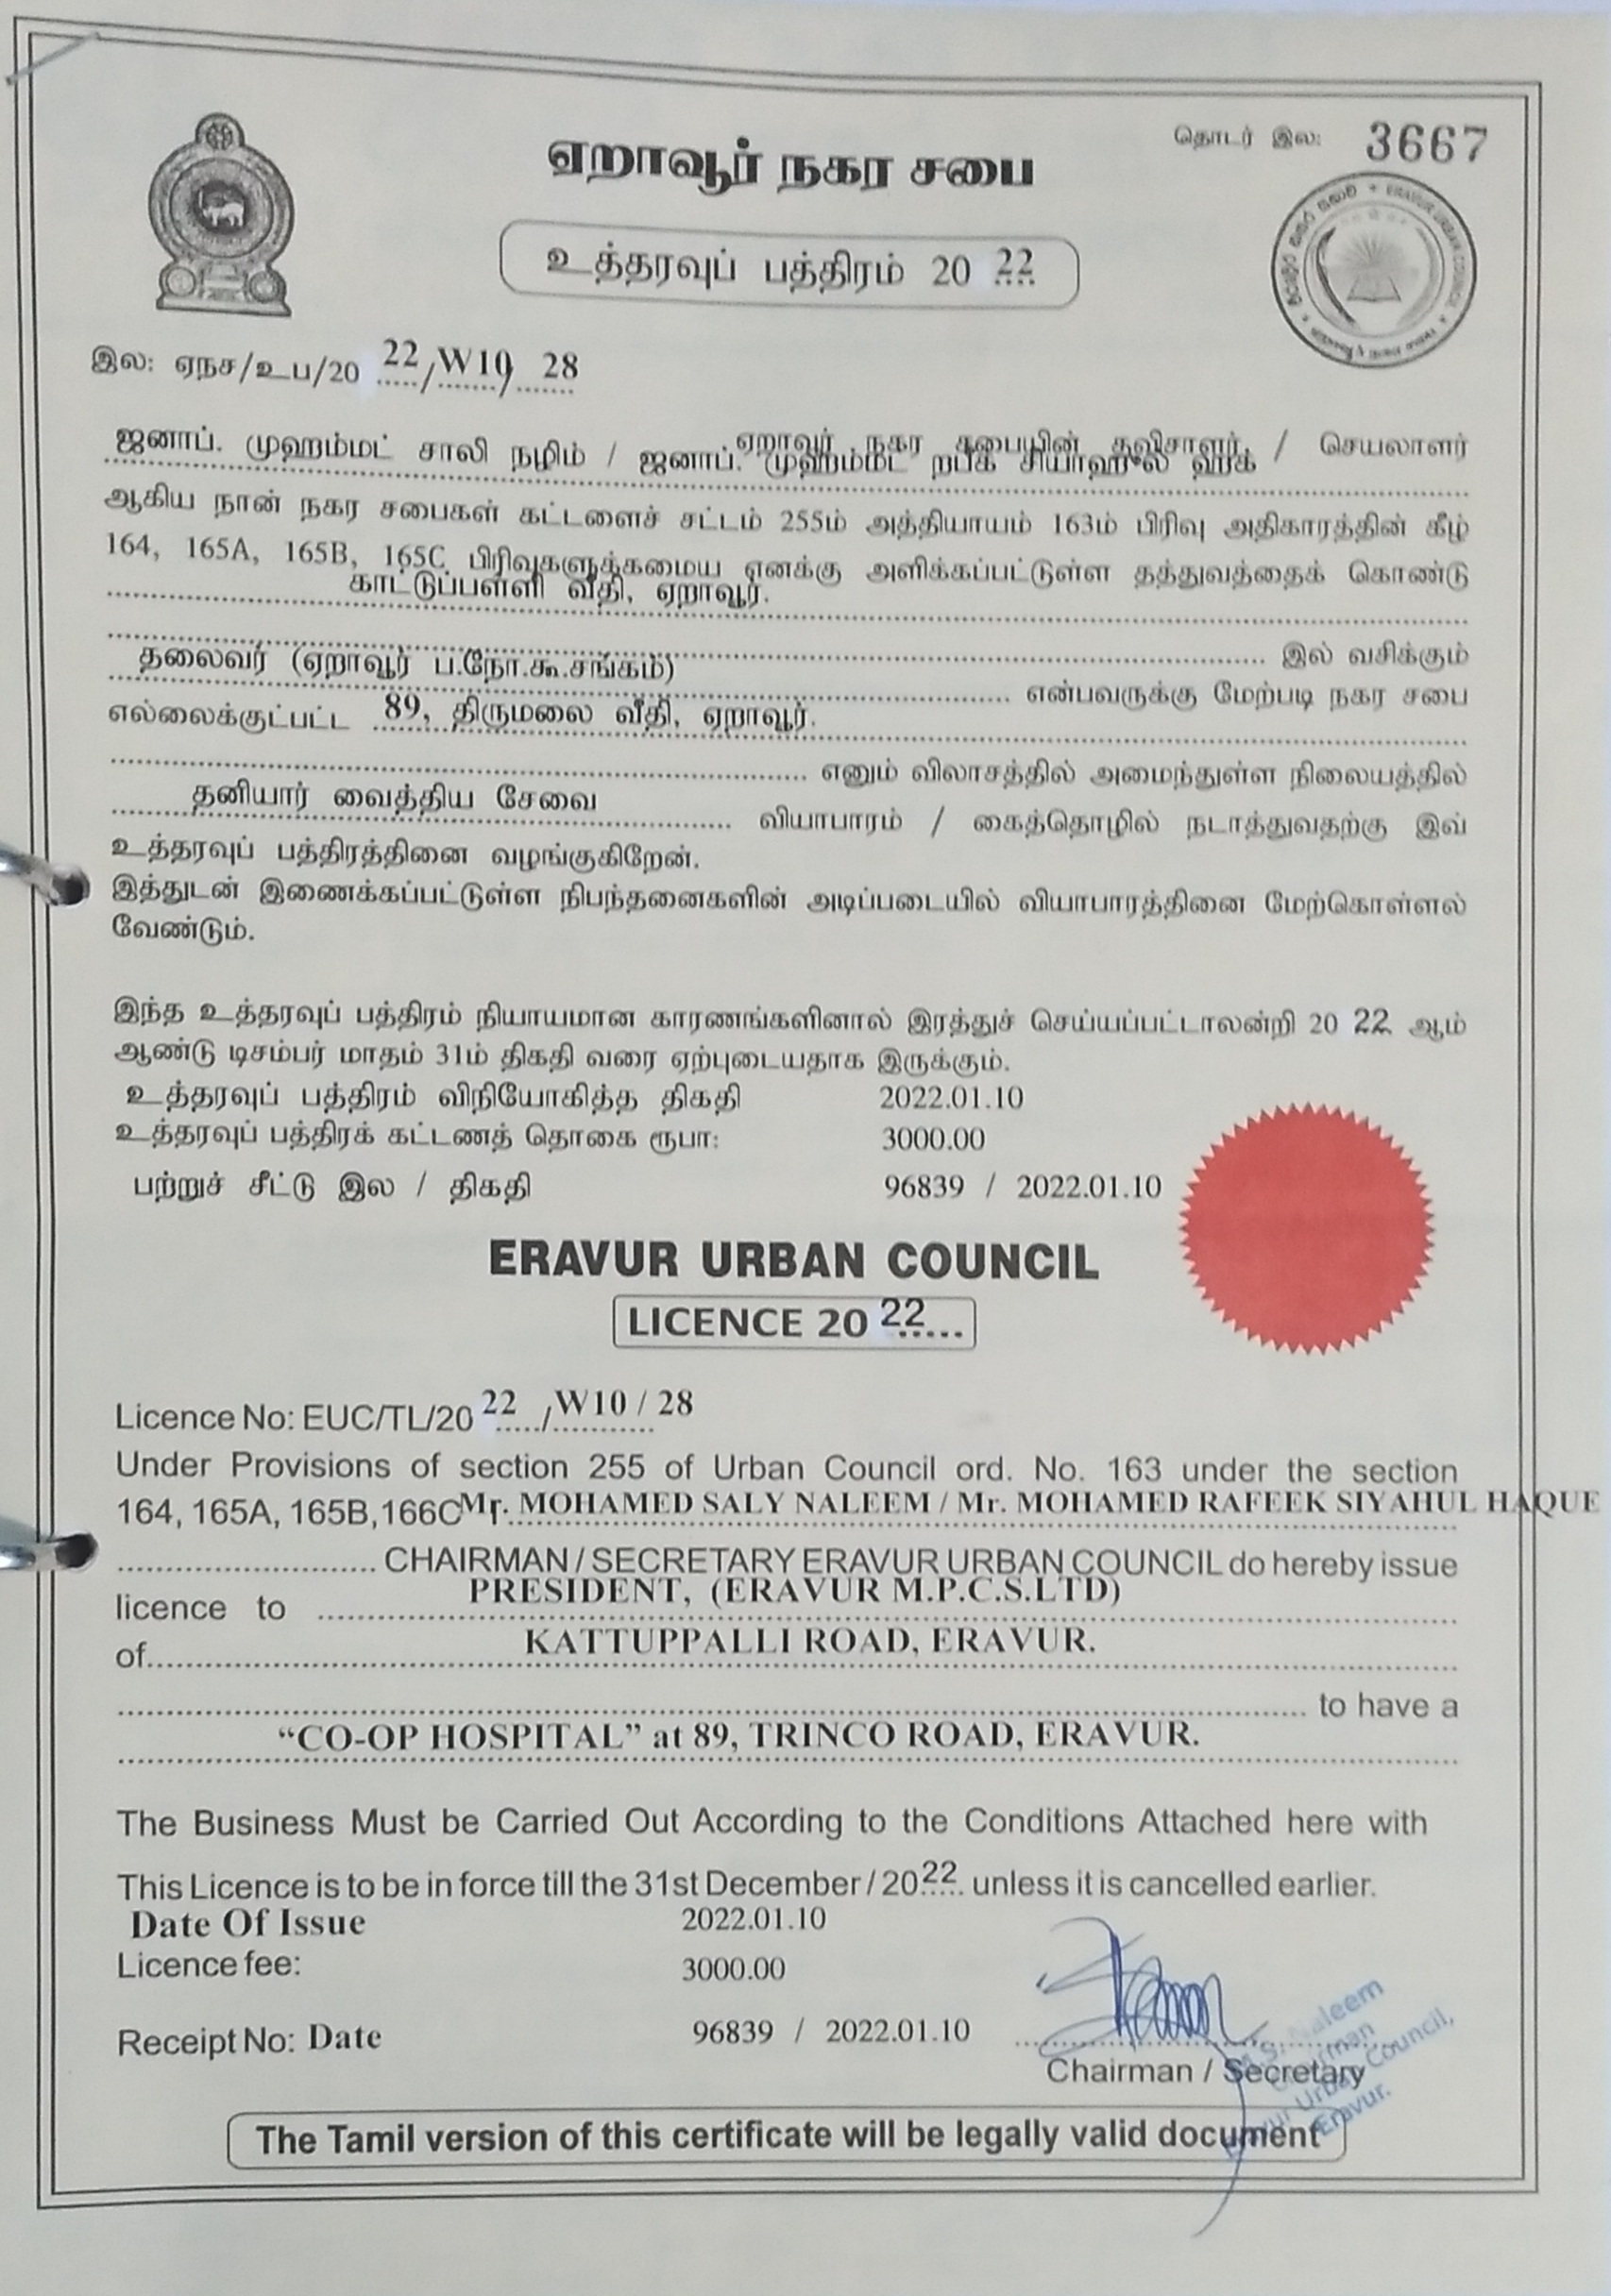 தொடர் இல: 3667
ஏறாவூர் நகர சபை
உத்தரவுப் பத்திரம் 20 22
இல: ஏநச/உப/20 22 / W10 / 28
ஜனாப். முஹம்மட் சாலி நழிம் / ஜனாப். முஹம்மட் றபீக் சியாஹுல் ஹக்
ஏறாவூர் நகர சபையின் தவிசாளர் / செயலாளர்
ஆகிய நான் நகர சபைகள் கட்டளைச் சட்டம் 255ம் அத்தியாயம் 163ம் பிரிவு அதிகாரத்தின் கீழ்
164, 165A, 165B, 165C பிரிவுகளுக்கமைய எனக்கு அளிக்கப்பட்டுள்ள தத்துவத்தைக் கொண்டு
காட்டுப்பள்ளி வீதி, ஏறாவூர்.
இல் வசிக்கும்
தலைவர் (ஏறாவூர் ப.நோ.கூ.சங்கம்) என்பவருக்கு மேற்படி நகர சபை
எல்லைக்குட்பட்ட 89, திருமலை வீதி, ஏறாவூர்.
எனும் விலாசத்தில் அமைந்துள்ள நிலையத்தில்
தனியார் வைத்திய சேவை வியாபாரம் / கைத்தொழில் நடாத்துவதற்கு இவ்
உத்தரவுப் பத்திரத்தினை வழங்குகிறேன்.
இத்துடன் இணைக்கப்பட்டுள்ள நிபந்தனைகளின் அடிப்படையில் வியாபாரத்தினை மேற்கொள்ளல்
வேண்டும்.
இந்த உத்தரவுப் பத்திரம் நியாயமான காரணங்களினால் இரத்துச் செய்யப்பட்டாலன்றி 20 22 ஆம்
ஆண்டு டிசம்பர் மாதம் 31ம் திகதி வரை ஏற்புடையதாக இருக்கும்.
உத்தரவுப் பத்திரம் விநியோகித்த திகதி 2022.01.10
உத்தரவுப் பத்திரக் கட்டணத் தொகை ரூபா: 3000.00
பற்றுச் சீட்டு இல / திகதி 96839 / 2022.01.10
ERAVUR URBAN COUNCIL
LICENCE 20 22
Licence No: EUC/TL/20 22 / W10 / 28
Under Provisions of section 255 of Urban Council ord. No. 163 under the section
164, 165A, 165B,166C Mr. MOHAMED SALY NALEEM / Mr. MOHAMED RAFEEK SIYAHUL HAQUE
CHAIRMAN / SECRETARY ERAVUR URBAN COUNCIL do hereby issue
licence to PRESIDENT, (ERAVUR M.P.C.S.LTD)
of KATTUPPALLI ROAD, ERAVUR.
to have a
“CO-OP HOSPITAL” at 89, TRINCO ROAD, ERAVUR.
The Business Must be Carried Out According to the Conditions Attached here with
This Licence is to be in force till the 31st December / 20 22 unless it is cancelled earlier.
Date Of Issue 2022.01.10
Licence fee: 3000.00
Receipt No: Date 96839 / 2022.01.10
Chairman / Secretary
M.S. Naleem
Chairman
Urban Council,
Eravur.
The Tamil version of this certificate will be legally valid document